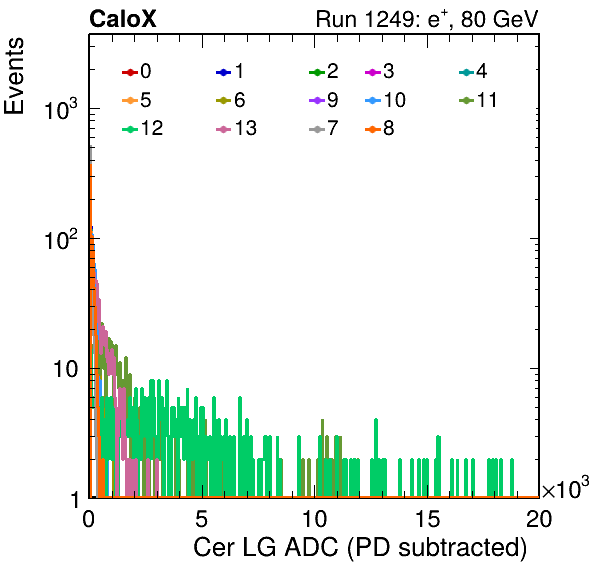 CaloX Run 1249: e⁺, 80 GeV
Events
0 1 2 3 4
5 6 9 10 11
12 13 7 8
10³
10²
10
1
0 5 10 15 20
×10³
Cer LG ADC (PD subtracted)